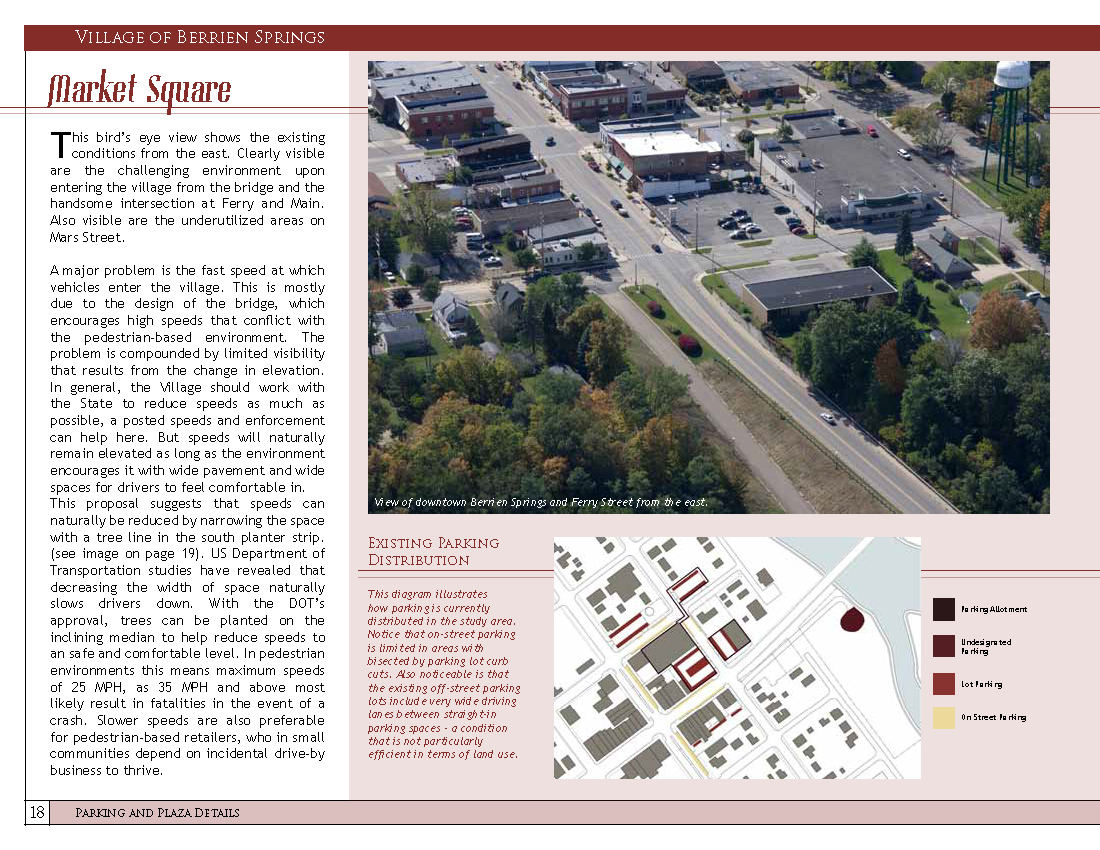 Village of Berrien Springs
Market Square
This bird's eye view shows the existing
conditions from the east. Clearly visible
are the challenging environment upon
entering the village from the bridge and the
handsome intersection at Ferry and Main.
Also visible are the underutilized areas on
Mars Street.
A major problem is the fast speed at which
vehicles enter the village. This is mostly
due to the design of the bridge, which
encourages high speeds that conflict with
the pedestrian-based environment. The
problem is compounded by limited visibility
that results from the change in elevation.
In general, the Village should work with
the State to reduce speeds as much as
possible, a posted speeds and enforcement
can help here. But speeds will naturally
remain elevated as long as the environment
encourages it with wide pavement and wide
spaces for drivers to feel comfortable in.
This proposal suggests that speeds can
naturally be reduced by narrowing the space
with a tree line in the south planter strip.
(see image on page 19). US Department of
Transportation studies have revealed that
decreasing the width of space naturally
slows drivers down. With the DOT's
approval, trees can be planted on the
inclining median to help reduce speeds to
an safe and comfortable level. In pedestrian
environments this means maximum speeds
of 25 MPH, as 35 MPH and above most
likely result in fatalities in the event of a
crash. Slower speeds are also preferable
for pedestrian-based retailers, who in small
communities depend on incidental drive-by
business to thrive.
View of downtown Berrien Springs and Ferry Street from the east.
Existing Parking
Distribution
This diagram illustrates
how parking is currently
distributed in the study area.
Notice that on-street parking
is limited in areas with
bisected by parking lot curb
cuts. Also noticeable is that
the existing off-street parking
lots include very wide driving
lanes between straight-in
parking spaces - a condition
that is not particularly
efficient in terms of land use.
Parking Allotment
Undesignated
Parking
Lot Parking
On Street Parking
18
Parking and Plaza Details